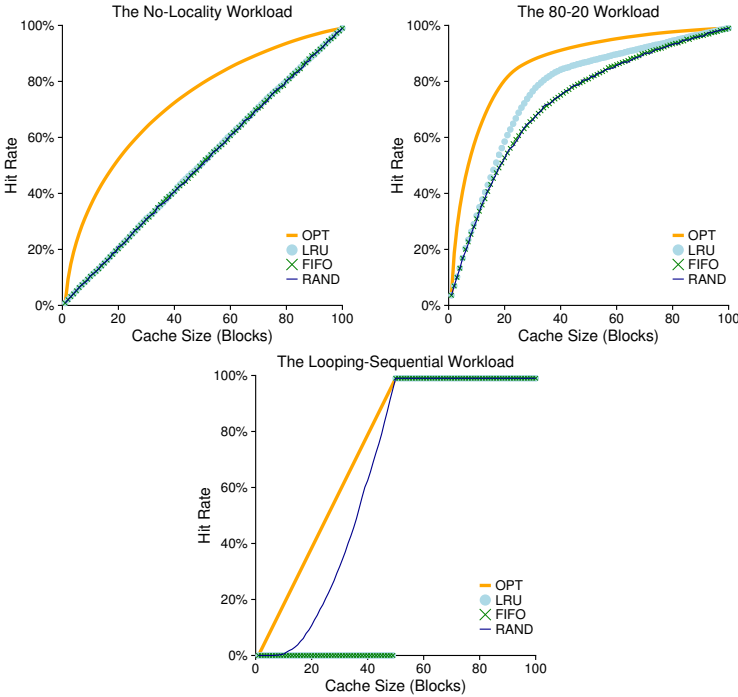 The No-Locality Workload
100%
80%
60%
40%
20%
0%
Hit Rate
0 20 40 60 80 100
Cache Size (Blocks)
OPT
LRU
FIFO
RAND
The 80-20 Workload
100%
80%
60%
40%
20%
0%
Hit Rate
0 20 40 60 80 100
Cache Size (Blocks)
OPT
LRU
FIFO
RAND
The Looping-Sequential Workload
100%
80%
60%
40%
20%
0%
Hit Rate
0 20 40 60 80 100
Cache Size (Blocks)
OPT
LRU
FIFO
RAND